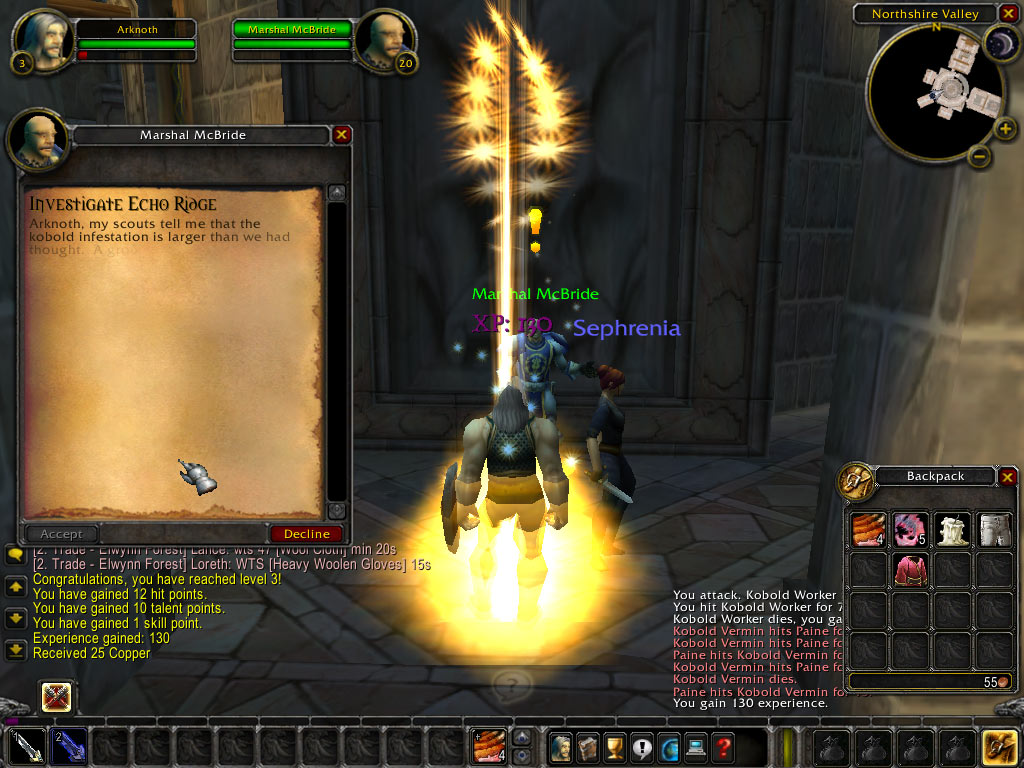 Arknoth
3
Marshal McBride
20
Northshire Valley
N
Marshal McBride
Investigate Echo Ridge
Arknoth, my scouts tell me that the
kobold infestation is larger than we had
thought. A
Accept
Decline
Marshal McBride
XP: 130
Sephrenia
Backpack
4
5
55
[2. Trade - Elwynn Forest] Lance: wts 47 [Wool Cloth] min 20s
[2. Trade - Elwynn Forest] Loreth: WTS [Heavy Woolen Gloves] 15s
Congratulations, you have reached level 3!
You have gained 12 hit points.
You have gained 10 talent points.
You have gained 1 skill point.
Experience gained: 130
Received 25 Copper
You attack. Kobold Worker
You hit Kobold Worker for 7
Kobold Worker dies, you ga
Kobold Vermin hits Paine fo
Kobold Vermin hits Paine fo
Paine hits Kobold Vermin fo
Kobold Vermin hits Paine fo
Kobold Vermin dies.
Paine hits Kobold Vermin fo
You gain 130 experience.
1
2
4